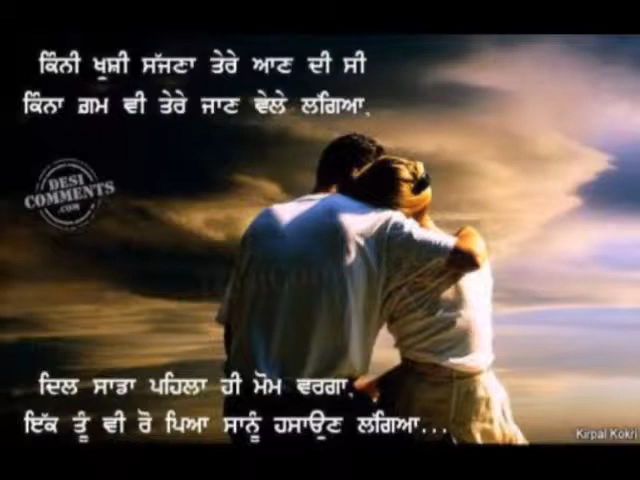 ਕਿੰਨੀ ਖੁਸ਼ੀ ਸੱਜਣਾ ਤੇਰੇ ਆਣ ਦੀ ਸੀ
ਕਿੰਨਾ ਗ਼ਮ ਵੀ ਤੇਰੇ ਜਾਣ ਵੇਲੇ ਲੱਗਿਆ,
DESI
COMMENTS
.COM
ਦਿਲ ਸਾਡਾ ਪਹਿਲਾ ਹੀ ਮੋਮ ਵਰਗਾ,
ਇੱਕ ਤੂੰ ਵੀ ਰੋ ਪਿਆ ਸਾਨੂੰ ਹਸਾਉਣ ਲੱਗਿਆ...
Kirpal Kokri